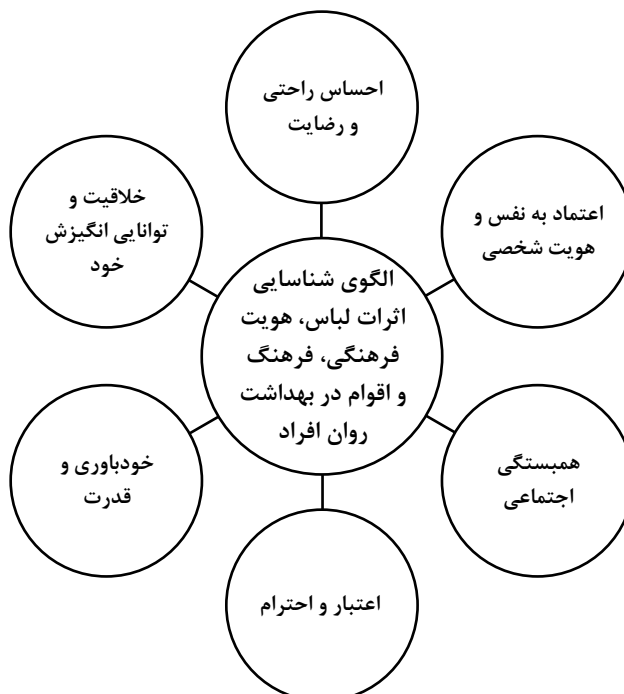 احساس راحتی
و رضایت
اعتماد به نفس و
هویت شخصی
همبستگی
اجتماعی
اعتبار و احترام
خودباوری و
قدرت
خلاقیت و
توانایی انگیزش
خود
الگوی شناسایی
اثرات لباس، هویت
فرهنگی، فرهنگ
و اقوام در بهداشت
روان افراد